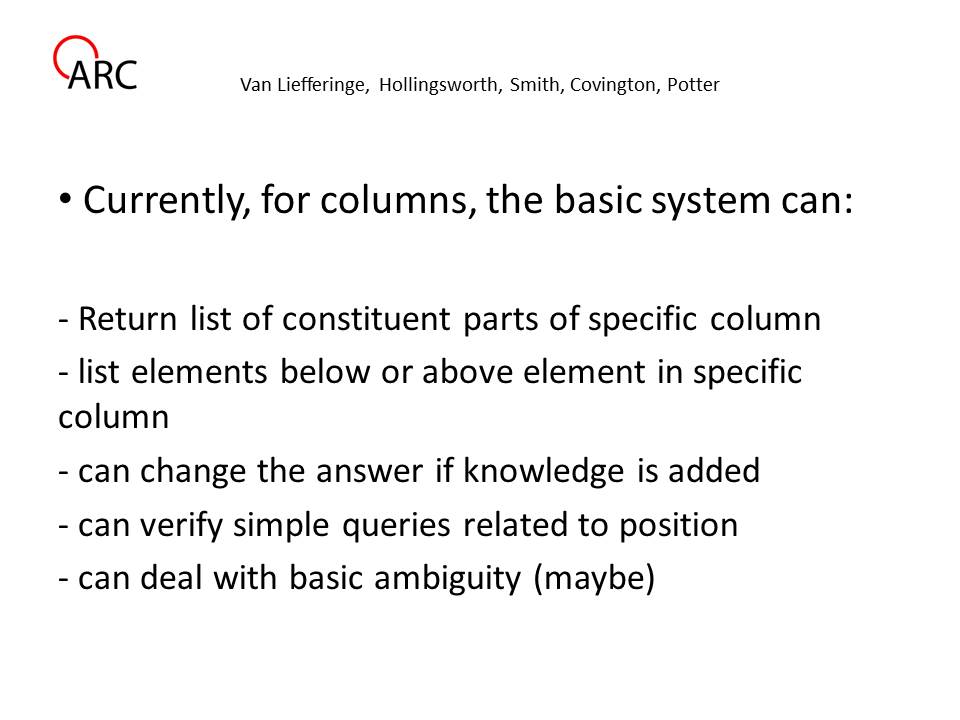 ARC
Van Liefferinge, Hollingsworth, Smith, Covington, Potter
• Currently, for columns, the basic system can:
- Return list of constituent parts of specific column
- list elements below or above element in specific
column
- can change the answer if knowledge is added
- can verify simple queries related to position
- can deal with basic ambiguity (maybe)